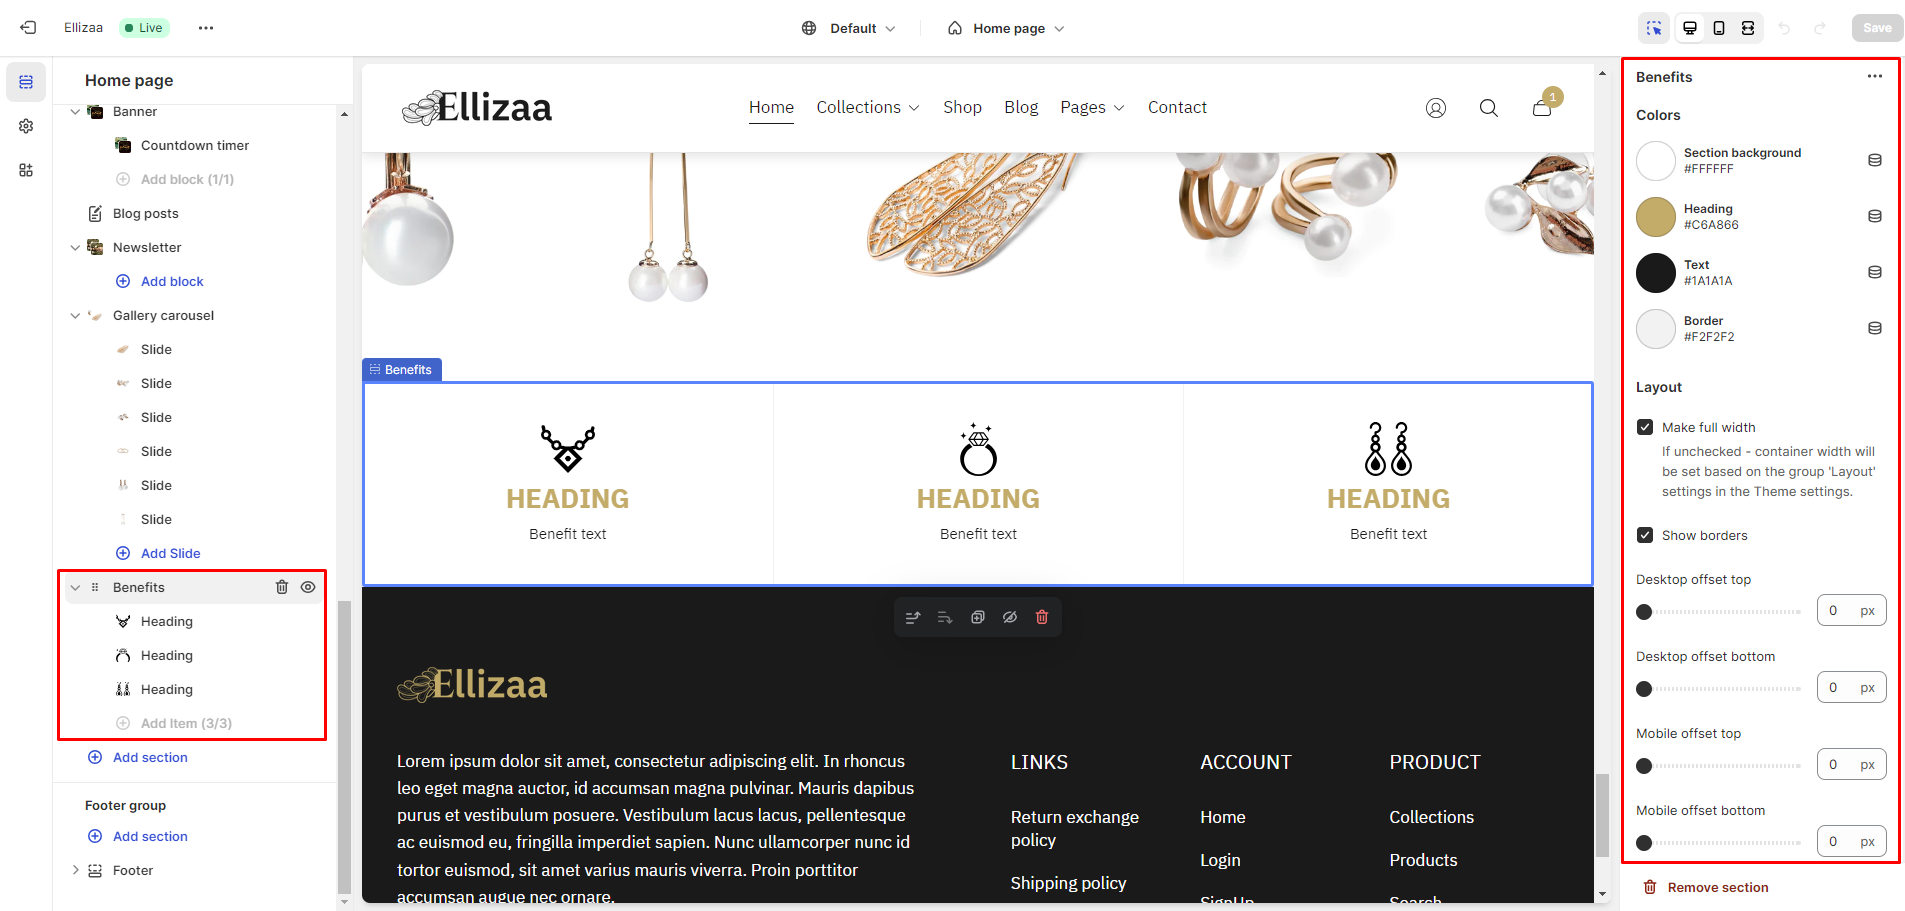 Ellizaa
Live
Default
Home page
Save
Home page
Banner
Countdown timer
Add block (1/1)
Blog posts
Newsletter
Add block
Gallery carousel
Slide
Slide
Slide
Slide
Slide
Slide
Add Slide
Benefits
Heading
Heading
Heading
Add Item (3/3)
Add section
Footer group
Add section
Footer
Ellizaa
Home
Collections
Shop
Blog
Pages
Contact
1
Benefits
HEADING
Benefit text
HEADING
Benefit text
HEADING
Benefit text
Ellizaa
Lorem ipsum dolor sit amet, consectetur adipiscing elit. In rhoncus
leo eget magna auctor, id accumsan magna pulvinar. Mauris dapibus
purus et vestibulum posuere. Vestibulum lacus lacus, pellentesque
ac euismod eu, fringilla imperdiet sapien. Nunc ullamcorper nunc id
tortor euismod, sit amet varius mauris viverra. Proin porttitor
accumsan augue nec ornare.
LINKS
Return exchange
policy
Shipping policy
ACCOUNT
Home
Login
SignUp
PRODUCT
Collections
Products
Search
Benefits
Colors
Section background
#FFFFFF
Heading
#C6A866
Text
#1A1A1A
Border
#F2F2F2
Layout
Make full width
If unchecked - container width will
be set based on the group 'Layout'
settings in the Theme settings.
Show borders
Desktop offset top
0 px
Desktop offset bottom
0 px
Mobile offset top
0 px
Mobile offset bottom
0 px
Remove section